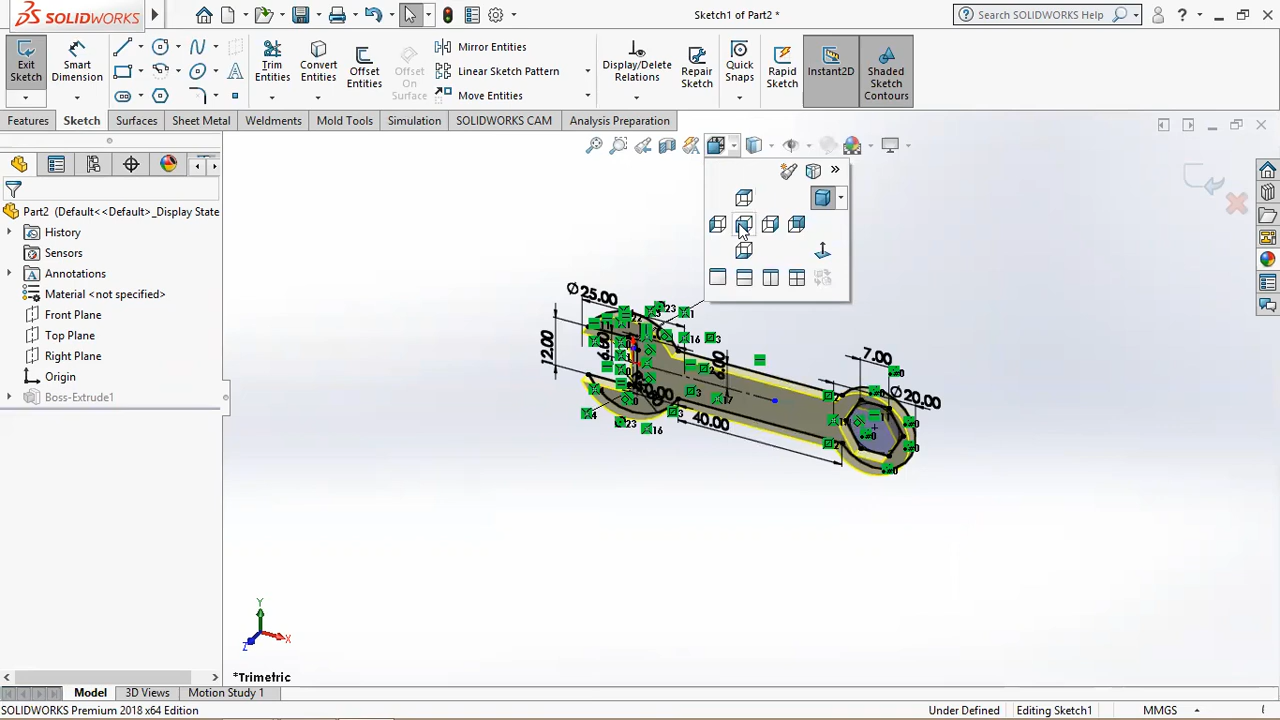 SOLIDWORKS
Sketch1 of Part2 *
Search SOLIDWORKS Help
Exit Sketch
Smart Dimension
Trim Entities
Convert Entities
Offset Entities
Offset On Surface
Mirror Entities
Linear Sketch Pattern
Move Entities
Display/Delete Relations
Repair Sketch
Quick Snaps
Rapid Sketch
Instant2D
Shaded Sketch Contours
Features
Sketch
Surfaces
Sheet Metal
Weldments
Mold Tools
Simulation
SOLIDWORKS CAM
Analysis Preparation
Part2 (Default<<Default>_Display State
History
Sensors
Annotations
Material <not specified>
Front Plane
Top Plane
Right Plane
Origin
Boss-Extrude1
Ø25.00
12.00
6.00
40.00
7.00
Ø20.00
Y
X
Z
*Trimetric
Model
3D Views
Motion Study 1
SOLIDWORKS Premium 2018 x64 Edition
Under Defined
Editing Sketch1
MMGS